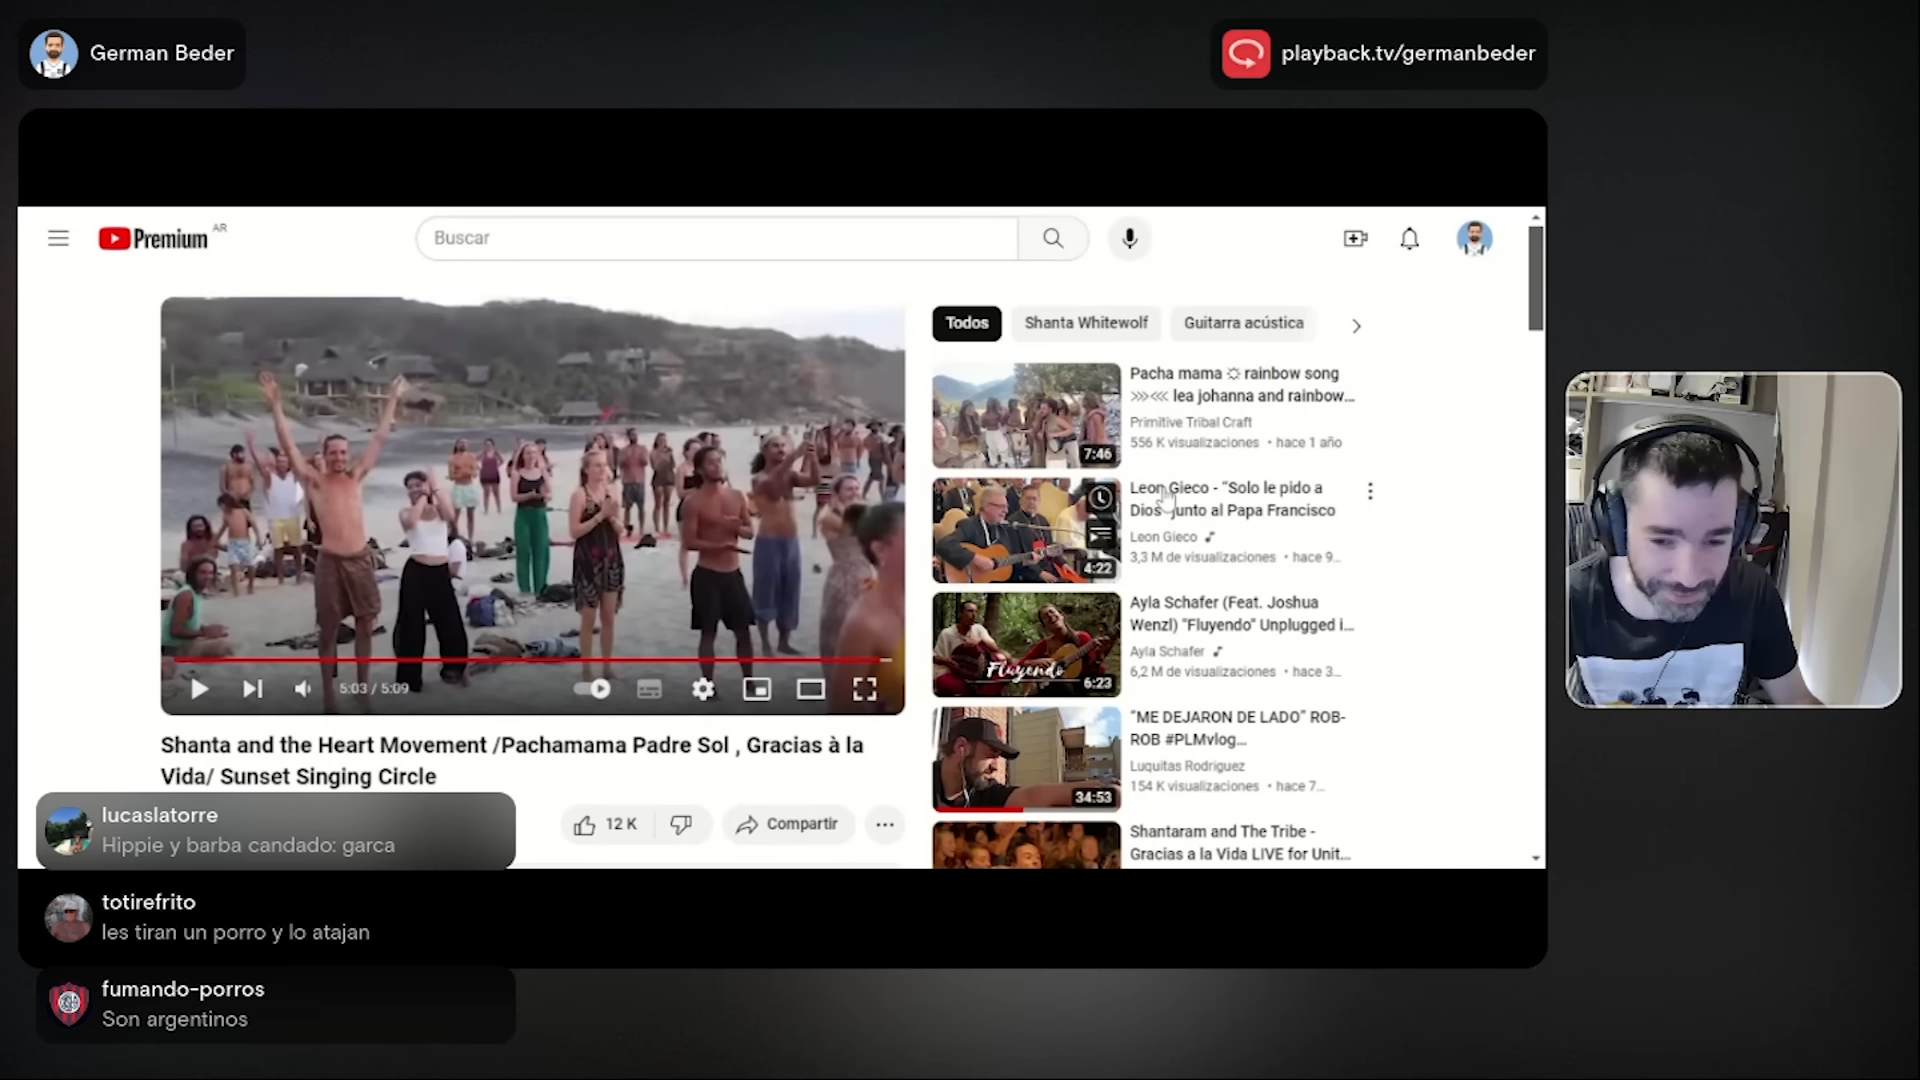 German Beder
playback.tv/germanbeder
Premium AR
Buscar
5:03 / 5:09
Shanta and the Heart Movement /Pachamama Padre Sol , Gracias à la
Vida/ Sunset Singing Circle
12 K
Compartir
Todos
Shanta Whitewolf
Guitarra acústica
Pacha mama ☼ rainbow song
⋙⋘ lea johanna and rainbow...
Primitive Tribal Craft
556 K visualizaciones • hace 1 año
7:46
Leon Gieco - "Solo le pido a
Dios" junto al Papa Francisco
Leon Gieco
3,3 M de visualizaciones • hace 9...
4:22
Ayla Schafer (Feat. Joshua
Wenzl) "Fluyendo" Unplugged i...
Ayla Schafer
6,2 M de visualizaciones • hace 3...
Fluyendo
6:23
"ME DEJARON DE LADO" ROB-
ROB #PLMvlog...
Luquitas Rodriguez
154 K visualizaciones • hace 7...
34:53
Shantaram and The Tribe -
Gracias a la Vida LIVE for Unit...
lucaslatorre
Hippie y barba candado: garca
totirefrito
les tiran un porro y lo atajan
fumando-porros
Son argentinos